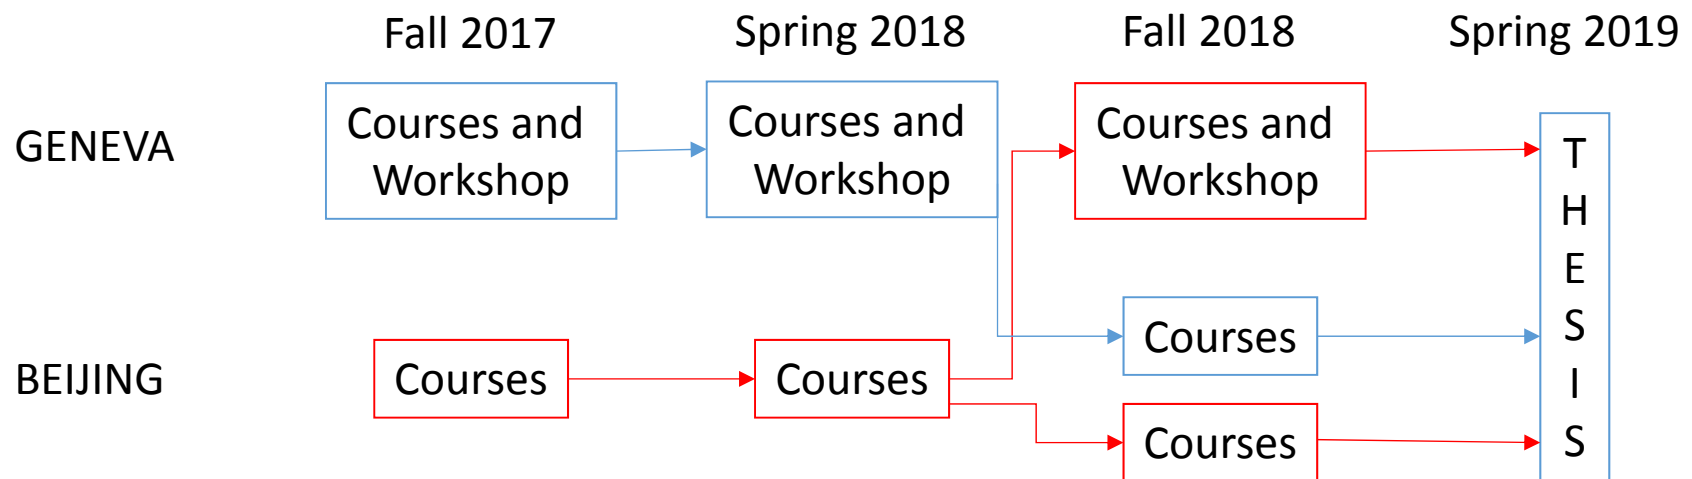 Fall 2017
Spring 2018
Fall 2018
Spring 2019
GENEVA
Courses and
Workshop
Courses and
Workshop
Courses and
Workshop
BEIJING
Courses
Courses
Courses
Courses
T
H
E
S
I
S